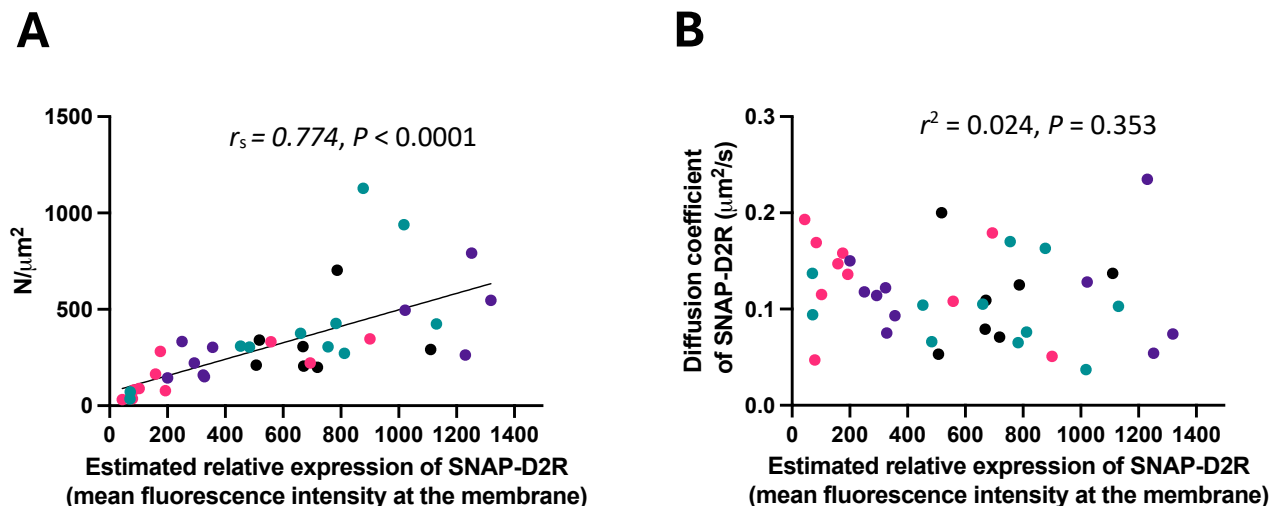 A
1500
1000
500
0
N/μm²
rₛ = 0.774, P < 0.0001
0 200 400 600 800 1000 1200 1400
Estimated relative expression of SNAP-D2R
(mean fluorescence intensity at the membrane)
B
0.3
0.2
0.1
0.0
Diffusion coefficient
of SNAP-D2R (μm²/s)
r² = 0.024, P = 0.353
0 200 400 600 800 1000 1200 1400
Estimated relative expression of SNAP-D2R
(mean fluorescence intensity at the membrane)